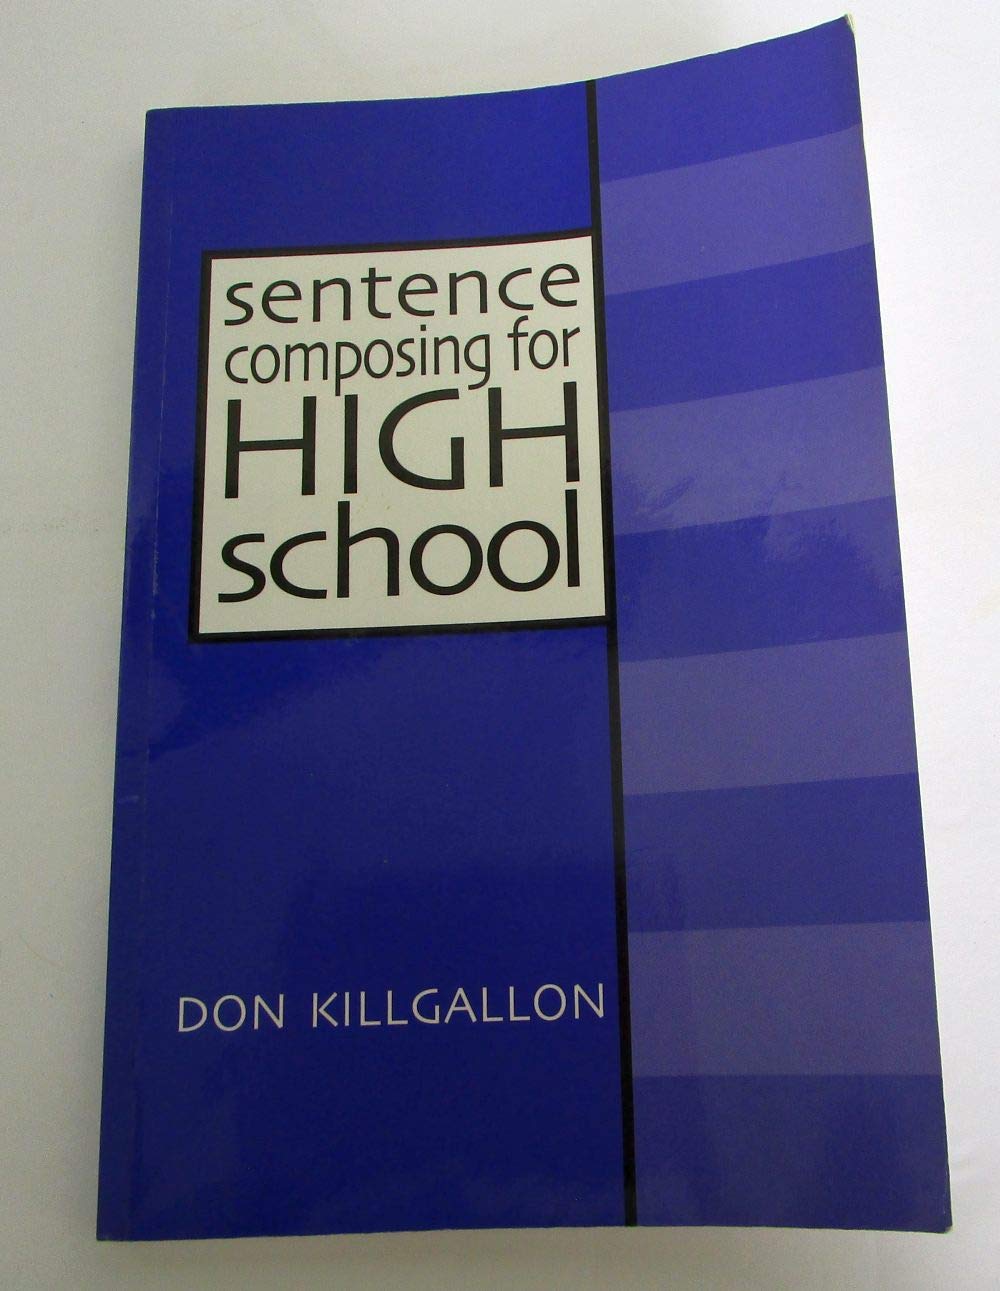 sentence
composing for
HIGH
school
DON KILLGALLON